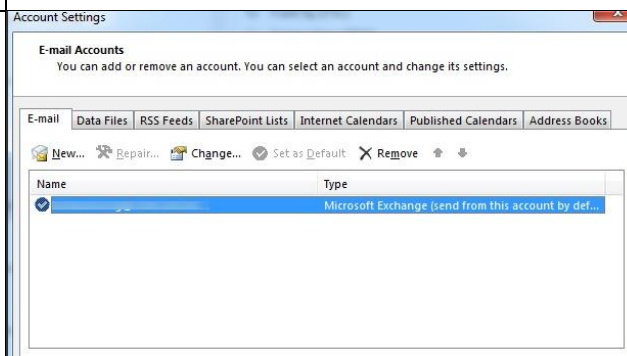 Account Settings
E-mail Accounts
You can add or remove an account. You can select an account and change its settings.
E-mail Data Files RSS Feeds SharePoint Lists Internet Calendars Published Calendars Address Books
New... Repair... Change... Set as Default Remove
Name Type
Microsoft Exchange (send from this account by def...